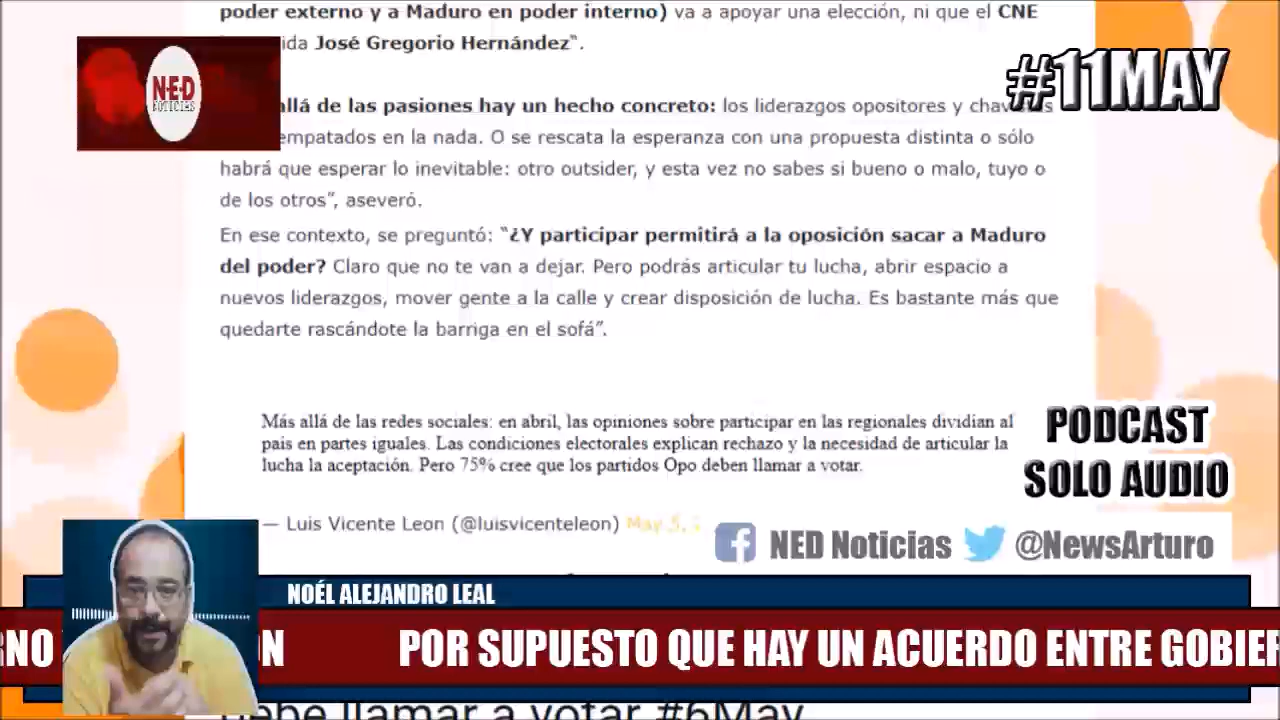 poder externo y a Maduro en poder interno) va a apoyar una elección, ni que el CNE
ida José Gregorio Hernández“.
#11MAY
NED
NOTICIAS
allá de las pasiones hay un hecho concreto: los liderazgos opositores y chavistas
empatados en la nada. O se rescata la esperanza con una propuesta distinta o sólo
habrá que esperar lo inevitable: otro outsider, y esta vez no sabes si bueno o malo, tuyo o
de los otros”, aseveró.
En ese contexto, se preguntó: “¿Y participar permitirá a la oposición sacar a Maduro
del poder? Claro que no te van a dejar. Pero podrás articular tu lucha, abrir espacio a
nuevos liderazgos, mover gente a la calle y crear disposición de lucha. Es bastante más que
quedarte rascándote la barriga en el sofá”.
Más allá de las redes sociales: en abril, las opiniones sobre participar en las regionales dividían al
país en partes iguales. Las condiciones electorales explican rechazo y la necesidad de articular la
lucha la aceptación. Pero 75% cree que los partidos Opo deben llamar a votar.
PODCAST
SOLO AUDIO
— Luis Vicente Leon (@luisvicenteleon) May 5,
NED Noticias @NewsArturo
NOÉL ALEJANDRO LEAL
RNO ON POR SUPUESTO QUE HAY UN ACUERDO ENTRE GOBIER
debe llamar a votar #6May